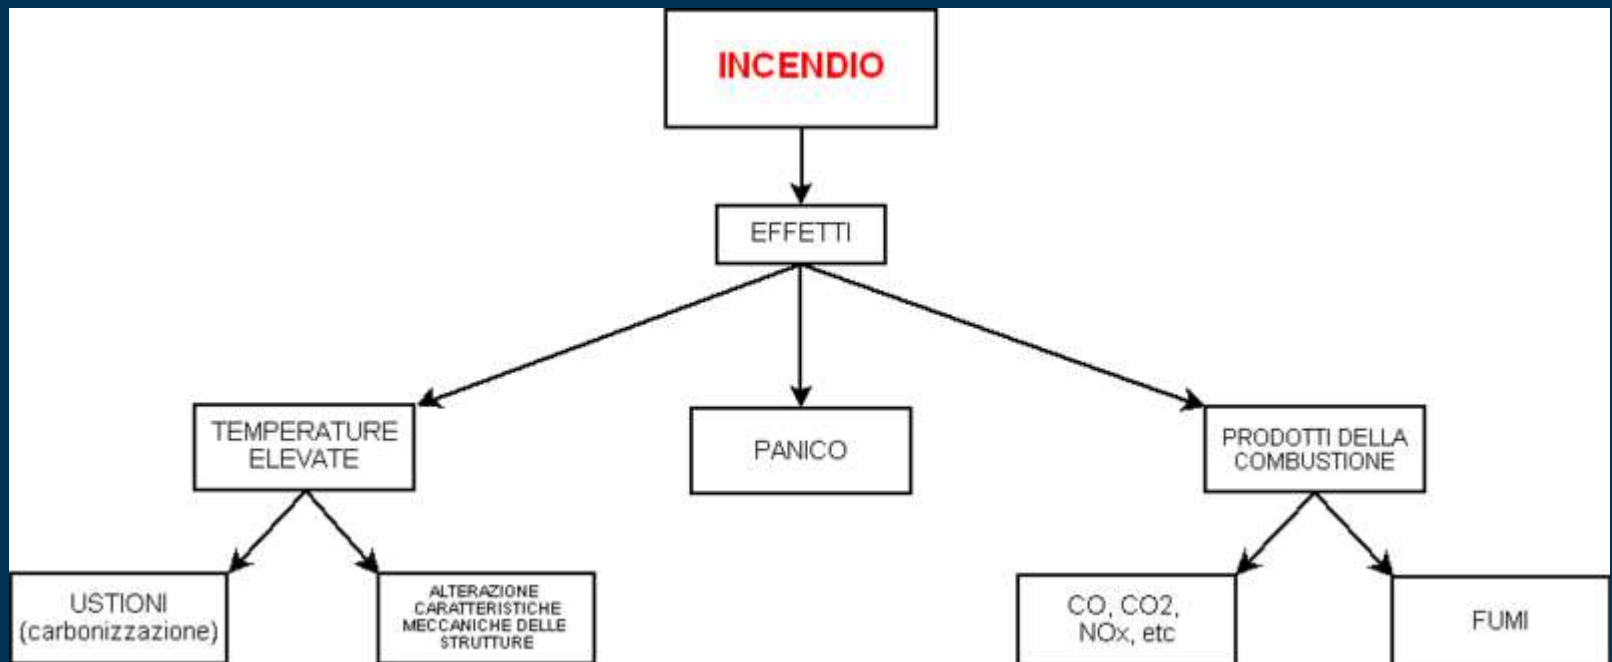 INCENDIO
EFFETTI
TEMPERATURE
ELEVATE
PANICO
PRODOTTI DELLA
COMBUSTIONE
USTIONI
(carbonizzazione)
ALTERAZIONE
CARATTERISTICHE
MECCANICHE DELLE
STRUTTURE
CO, CO2,
NOx, etc
FUMI